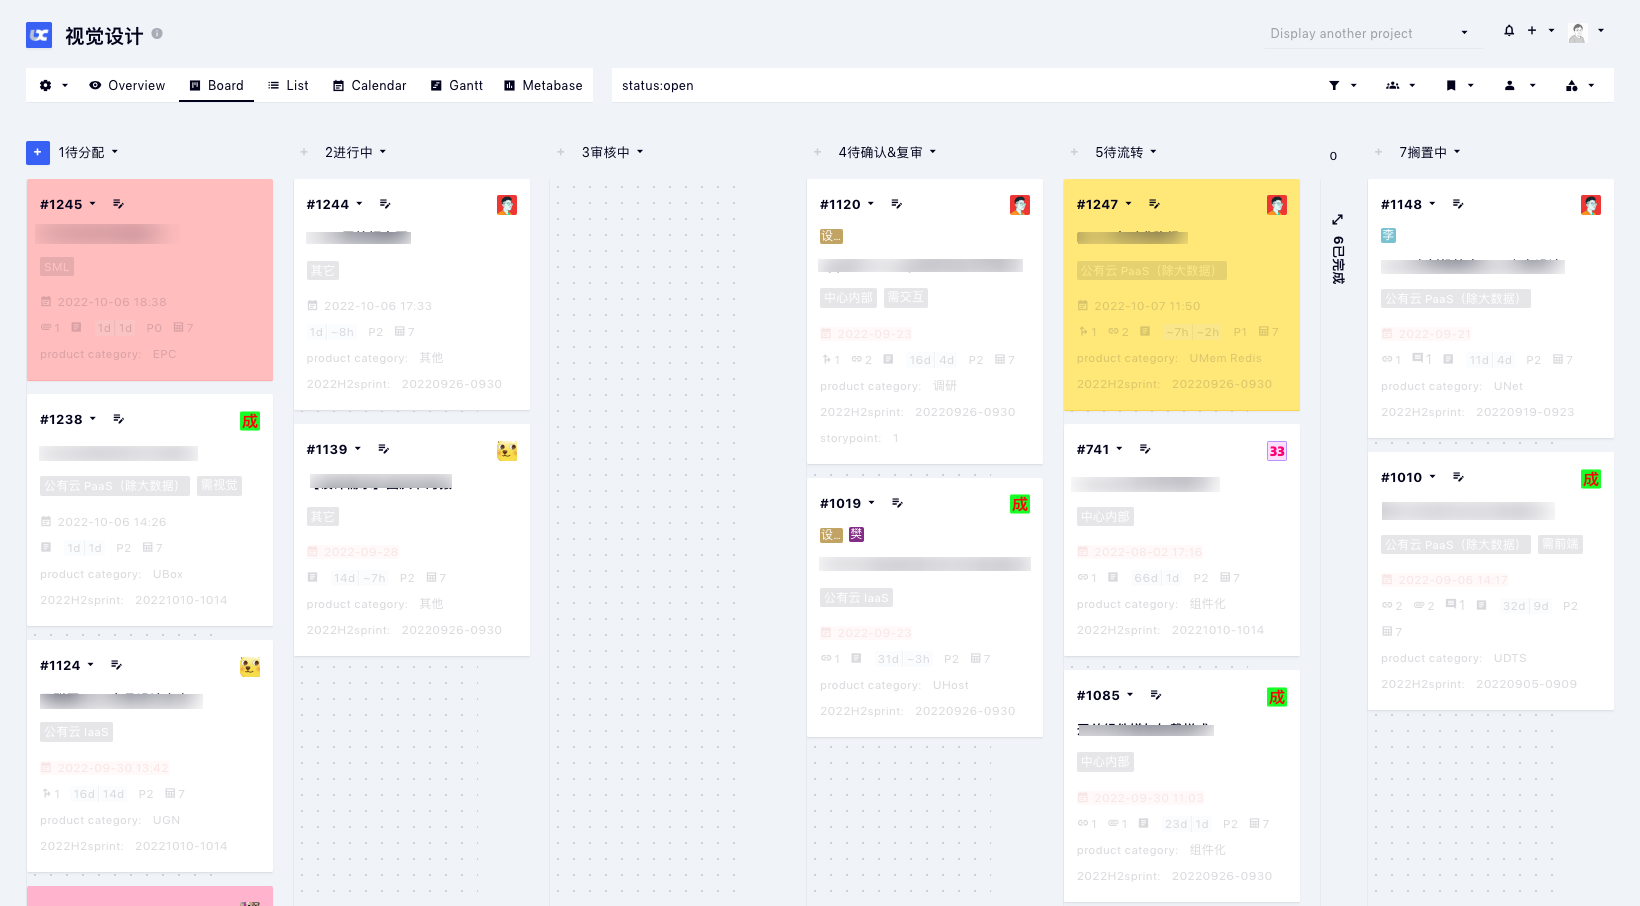 视觉设计
Display another project
Overview
Board
List
Calendar
Gantt
Metabase
status:open
1待分配
#1245
SML
2022-10-06 18:38
1 1d 1d P0 7
product category: EPC
#1238
成
公有云 PaaS（除大数据） 需视觉
2022-10-06 14:26
1d 1d P2 7
product category: UBox
2022H2sprint: 20221010-1014
#1124
公有云 IaaS
2022-09-30 13:42
1 16d 14d P2 7
product category: UGN
2022H2sprint: 20221010-1014
2进行中
#1244
其它
2022-10-06 17:33
1d ~8h P2 7
product category: 其他
2022H2sprint: 20220926-0930
#1139
其它
2022-09-28
14d ~7h P2 7
product category: 其他
2022H2sprint: 20220926-0930
3审核中
4待确认&复审
#1120
设...
中心内部 需交互
2022-09-23
1 2 16d 4d P2 7
product category: 调研
2022H2sprint: 20220926-0930
storypoint: 1
#1019
成
设... 樊
公有云 IaaS
2022-09-23
1 31d ~3h P2 7
product category: UHost
2022H2sprint: 20220926-0930
5待流转
#1247
公有云 PaaS（除大数据）
2022-10-07 11:50
1 2 ~7h ~2h P1 7
product category: UMem Redis
2022H2sprint: 20220926-0930
#741
33
中心内部
2022-08-02 17:16
1 66d 1d P2 7
product category: 组件化
2022H2sprint: 20221010-1014
#1085
成
中心内部
2022-09-30 11:03
1 1 23d 1d P2 7
product category: 组件化
2022H2sprint: 20220926-0930
0
6已完成
7搁置中
#1148
李
公有云 PaaS（除大数据）
2022-09-21
1 1 11d 4d P2 7
product category: UNet
2022H2sprint: 20220919-0923
#1010
成
公有云 PaaS（除大数据） 需前端
2022-09-06 14:17
2 2 1 32d 9d P2
7
product category: UDTS
2022H2sprint: 20220905-0909